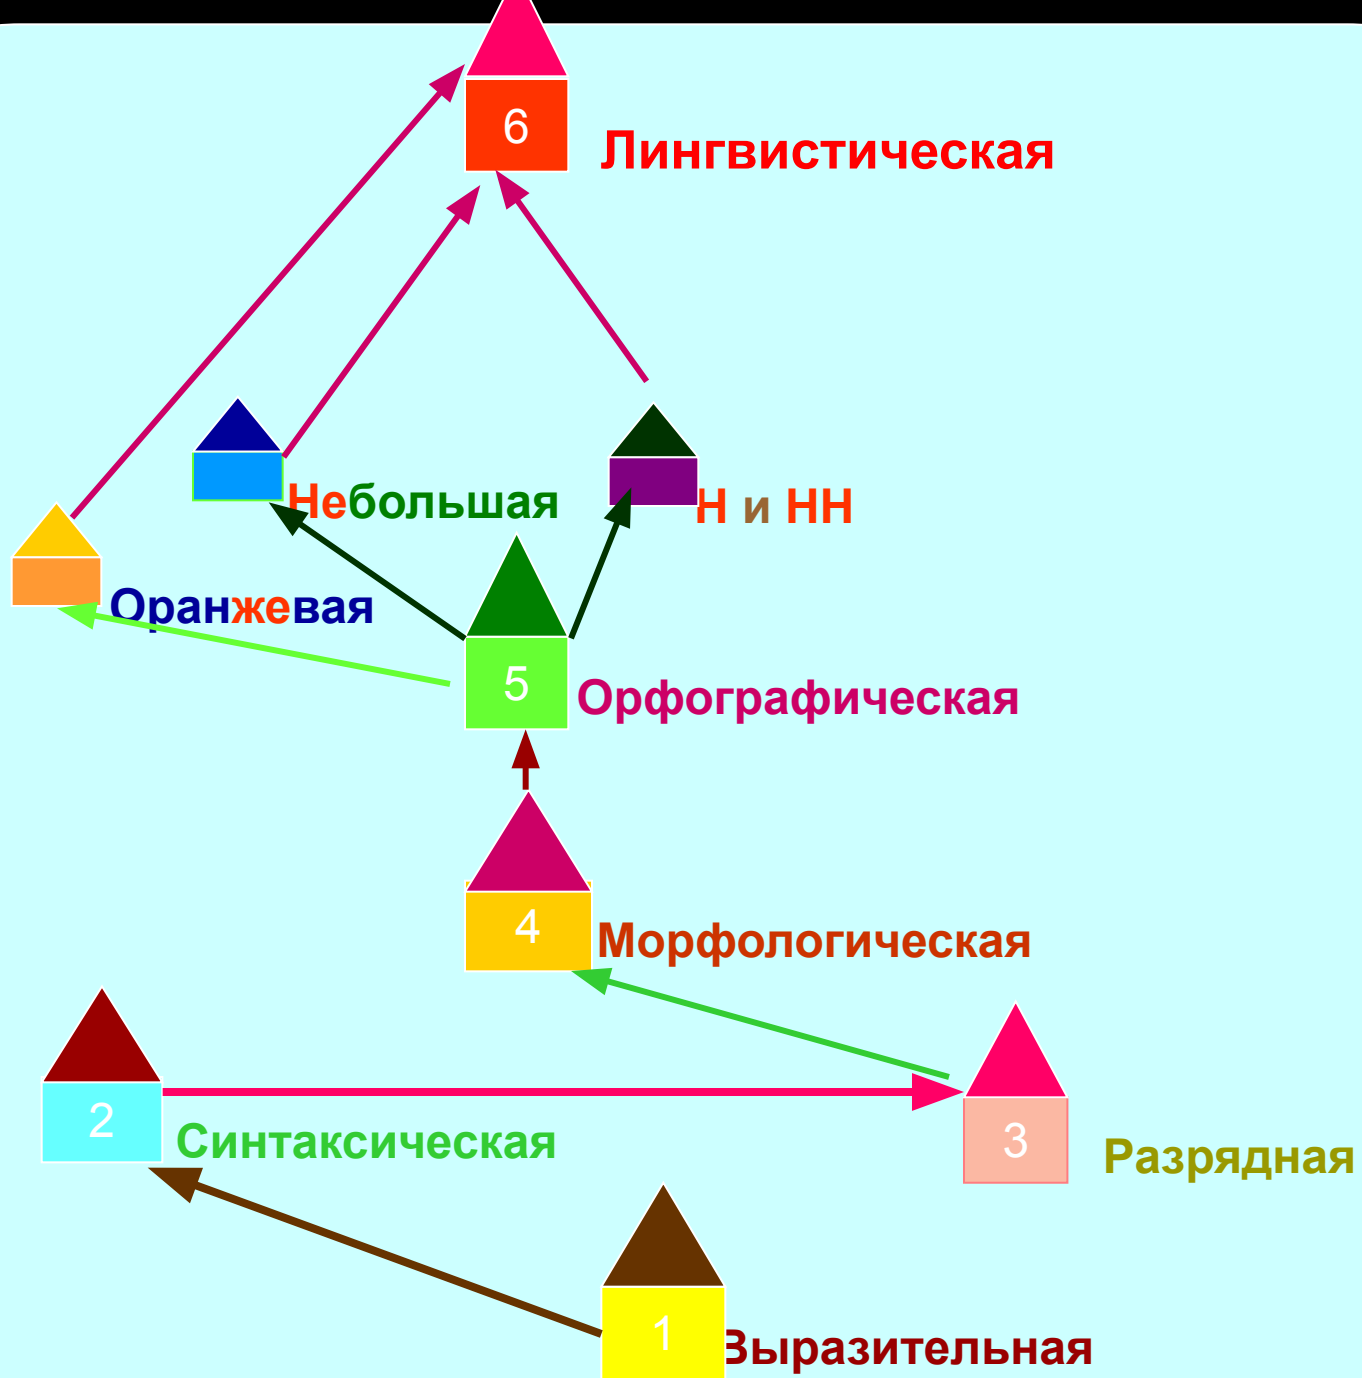 6
Лингвистическая
Небольшая
Н и НН
Оранжевая
5
Орфографическая
4
Морфологическая
2
Синтаксическая
3
Разрядная
1
Выразительная